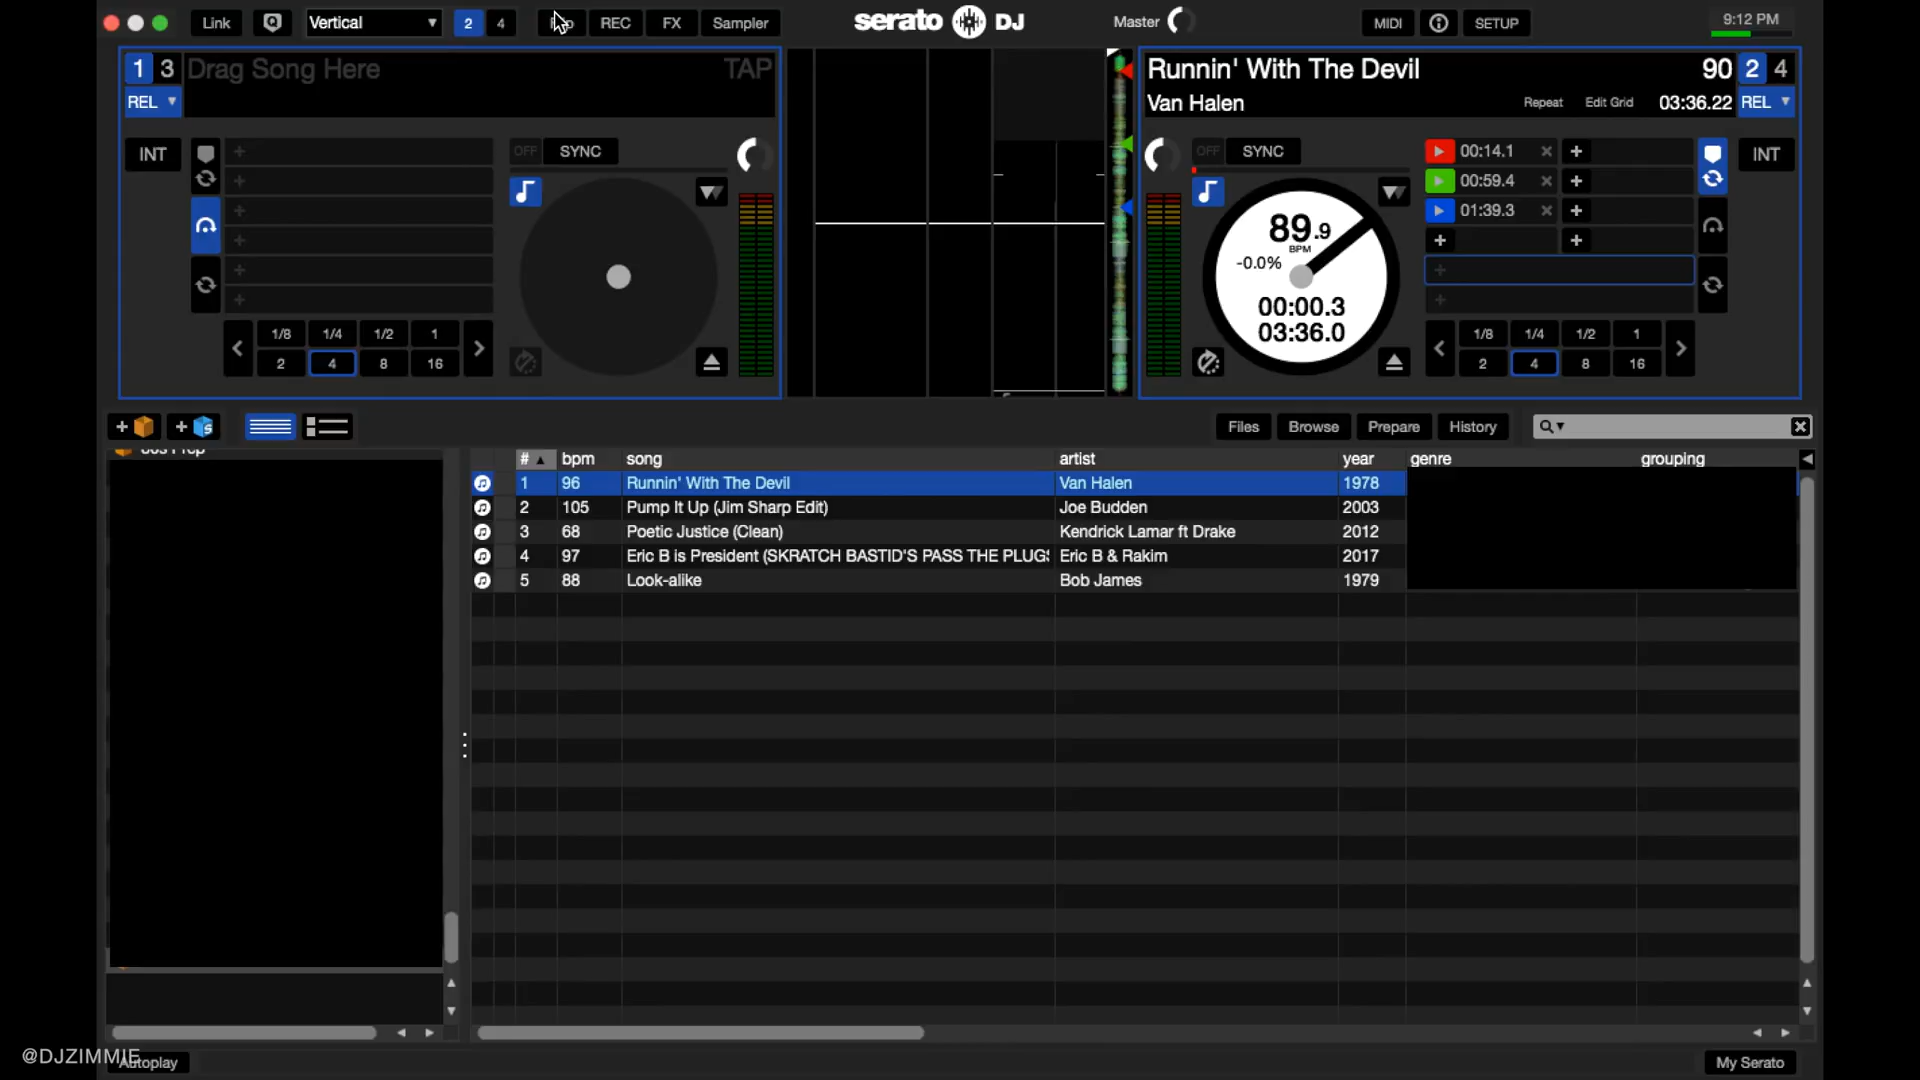 Link Vertical 2 4 REC FX Sampler serato DJ Master MIDI SETUP 9:12 PM
1 3 Drag Song Here TAP
REL
INT
OFF SYNC
1/8 1/4 1/2 1
2 4 8 16
Runnin' With The Devil 90 2 4
Van Halen Repeat Edit Grid 03:36.22 REL
OFF SYNC
89.9
BPM
-0.0%
00:00.3
03:36.0
00:14.1
00:59.4
01:39.3
INT
1/8 1/4 1/2 1
2 4 8 16
Files Browse Prepare History
# bpm song artist year genre grouping
1 96 Runnin' With The Devil Van Halen 1978
2 105 Pump It Up (Jim Sharp Edit) Joe Budden 2003
3 68 Poetic Justice (Clean) Kendrick Lamar ft Drake 2012
4 97 Eric B is President (SKRATCH BASTID'S PASS THE PLUGS Eric B & Rakim 2017
5 88 Look-alike Bob James 1979
@DJZIMMIE
Autoplay
My Serato